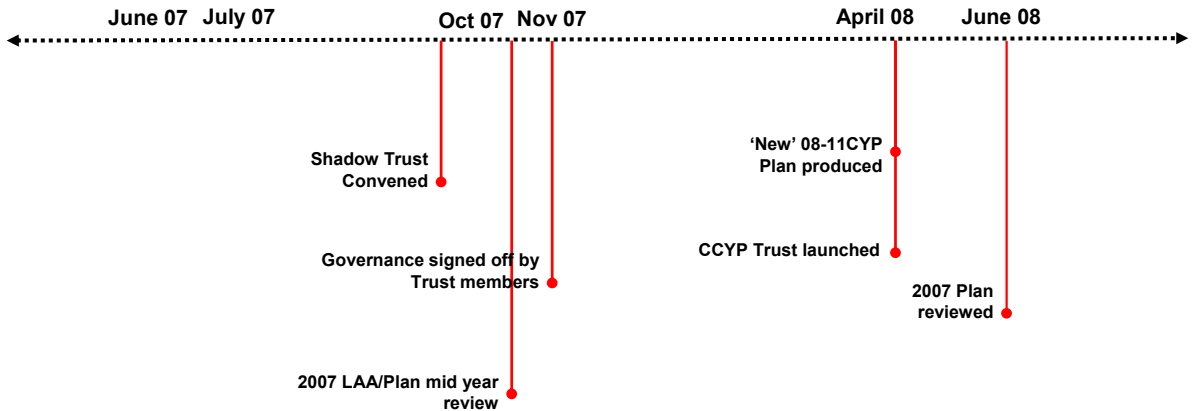 June 07 July 07 Oct 07 Nov 07 April 08 June 08
Shadow Trust
Convened
Governance signed off by
Trust members
2007 LAA/Plan mid year
review
‘New’ 08-11CYP
Plan produced
CCYP Trust launched
2007 Plan
reviewed